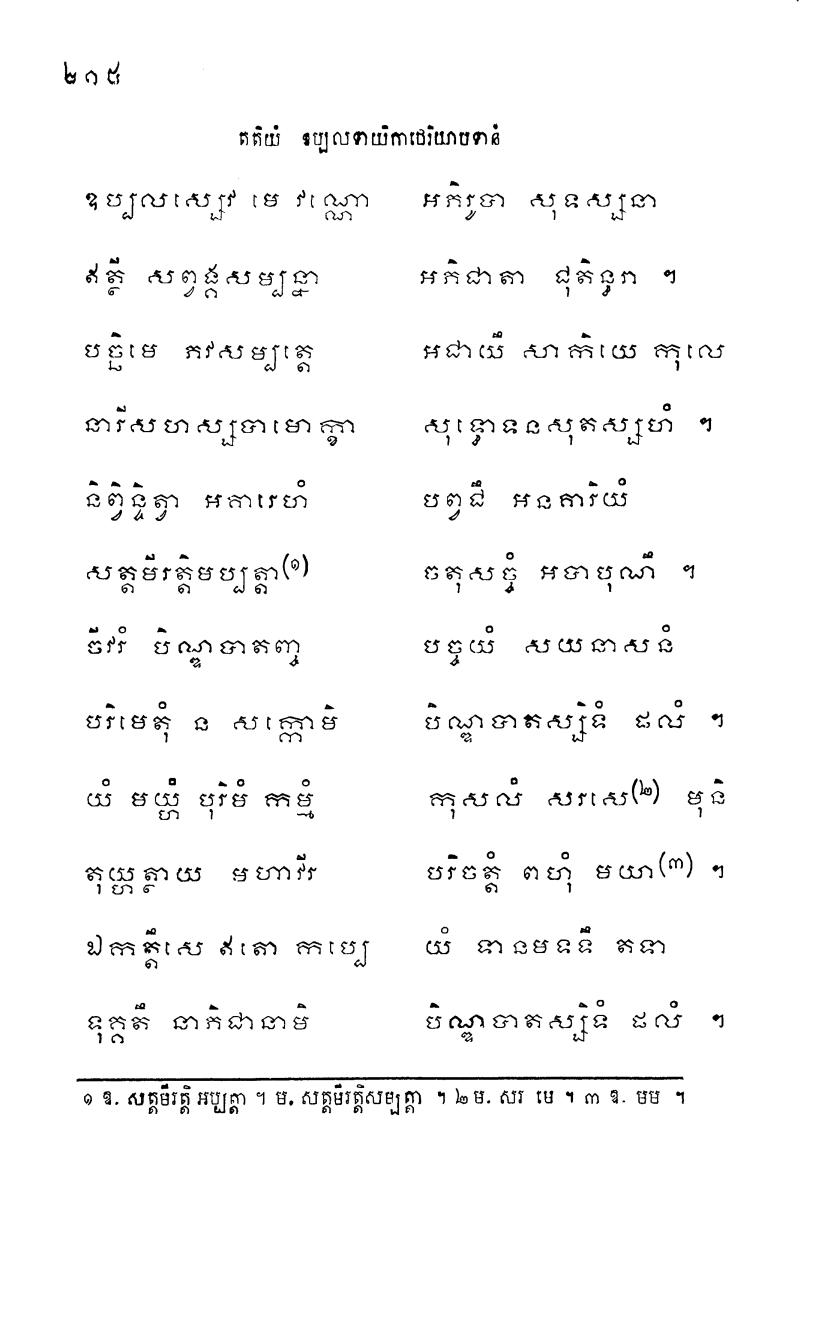 ២១៥
តតិយំ ឧប្បលទាយិកាថេរិយាបទានំ
ឧប្បលស្សេវ មេ វណ្ណោ អភិរូបា សុទស្សនា
ឥត្ថី សព្វង្គសម្បន្នា អភិជាតា ជុតិន្ធរា ។
បច្ឆិមេ ភវសម្បត្តេ អជាយឹ សាកិយេ កុលេ
នារីសហស្សបាមោក្ខា សុទ្ធោទនសុតស្សហំ ។
និព្វិន្ទិត្វា អគារេហំ បព្វជឹ អនគារិយំ
សត្តមីរត្តិមប្បត្តា(១) ចតុសច្ចំ អបាបុណឹ ។
ចីវរំ បិណ្ឌបាតញ្ច បច្ចយំ សយនាសនំ
បរិមេតុំ ន សក្កោមិ បិណ្ឌបាតស្សិទំ ផលំ ។
យំ មយ្ហំ បុរិមំ កម្មំ កុសលំ សរសេ(២) មុនិ
តុយ្ហត្ថាយ មហាវីរ បរិចត្តំ ពហុំ មយា(៣) ។
ឯកត្តឹសេ ឥតោ កប្បេ យំ ទានមទទឹ តទា
ទុគ្គតឹ នាភិជានាមិ បិណ្ឌបាតស្សិទំ ផលំ ។
១ ឱ. សត្តមីរត្តិ អប្បត្តា ។ ម. សត្តមីរត្តិសម្បត្តា ។ ២ ម. សរ មេ ។ ៣ ឱ. មម ។